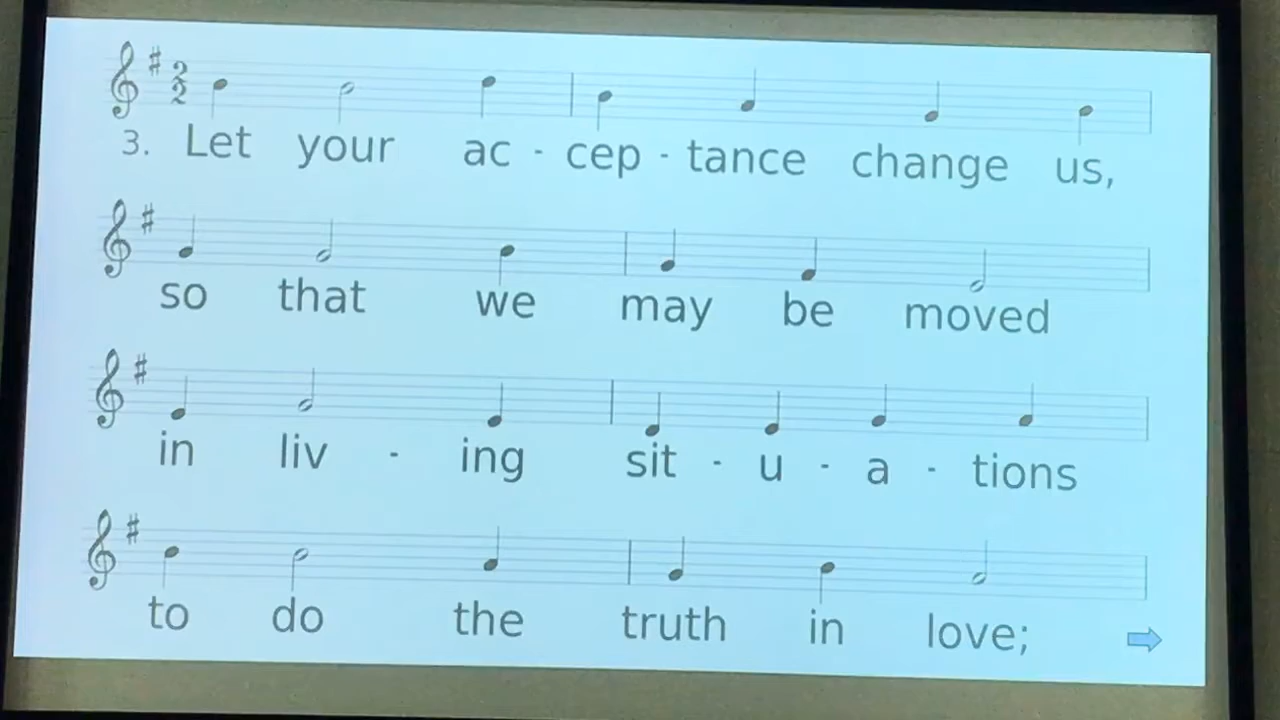 3. Let your ac - cep - tance change us,
so that we may be moved
in liv - ing sit - u - a - tions
to do the truth in love;